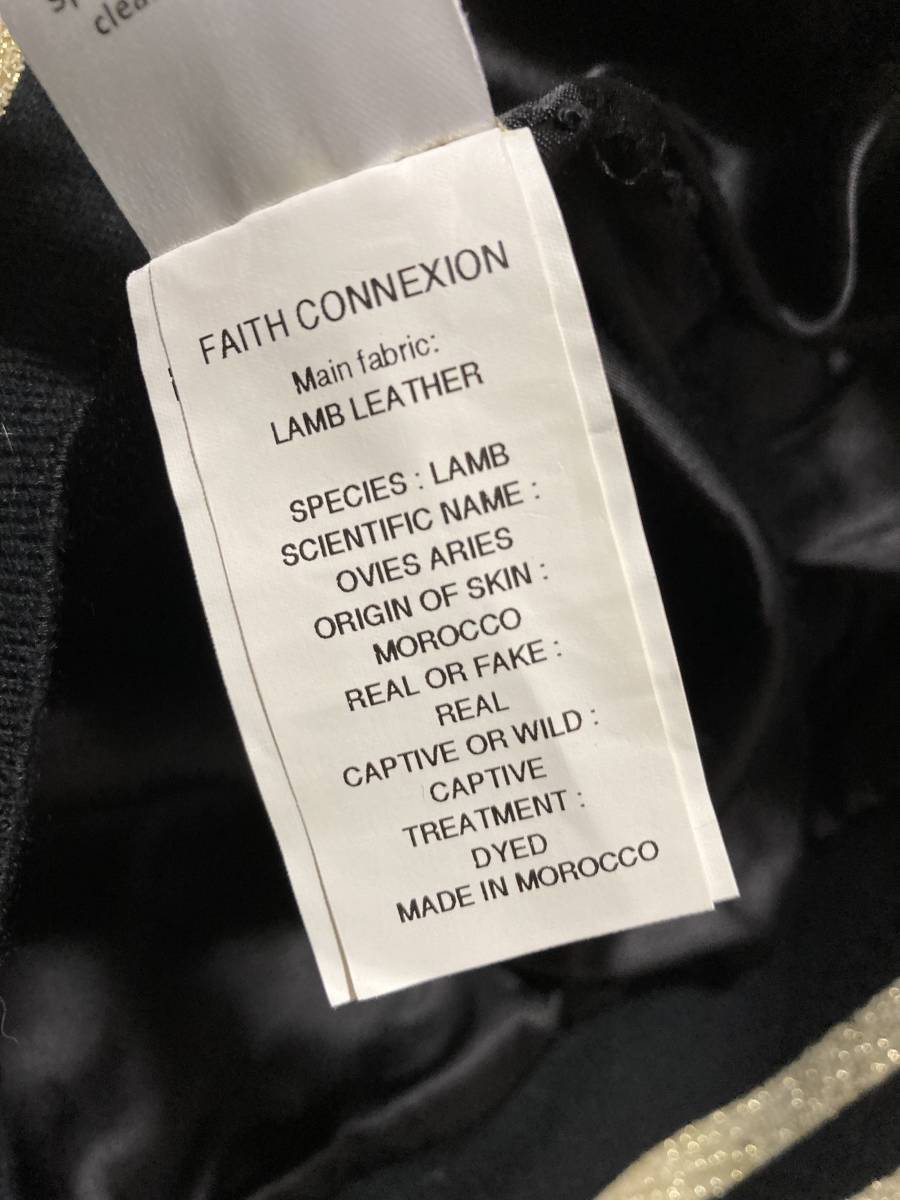 FAITH CONNEXION
Main fabric:
LAMB LEATHER
SPECIES : LAMB
SCIENTIFIC NAME :
OVIES ARIES
ORIGIN OF SKIN :
MOROCCO
REAL OR FAKE :
REAL
CAPTIVE OR WILD :
CAPTIVE
TREATMENT :
DYED
MADE IN MOROCCO